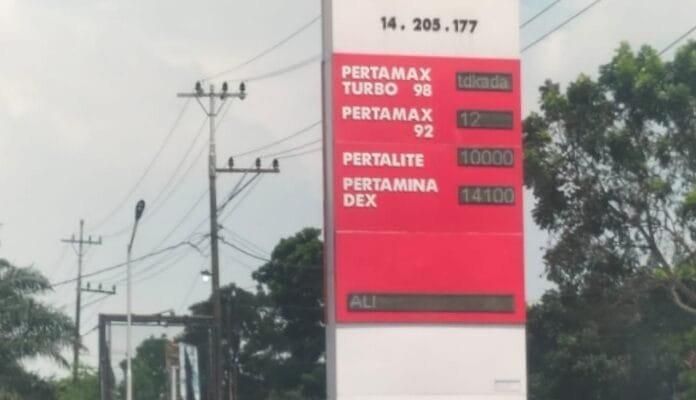 14. 205.177
PERTAMAX tdkada
TURBO 98
PERTAMAX 12
92
PERTALITE 10000
PERTAMINA 14100
DEX
ALI